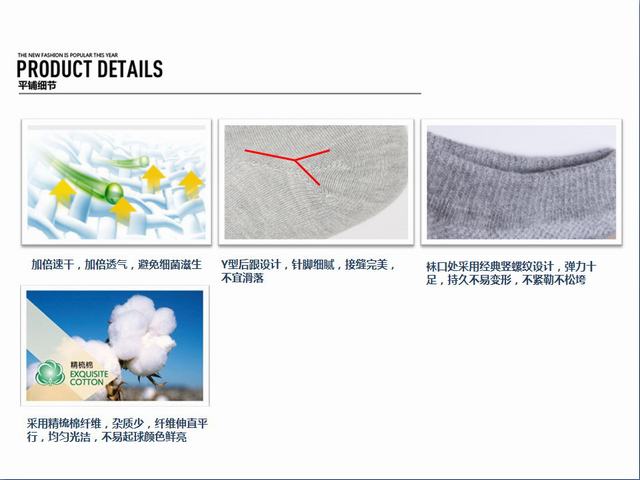 THE NEW FASHION IS POPULAR THIS YEAR
PRODUCT DETAILS
平铺细节
加倍速干，加倍透气，避免细菌滋生
Y型后跟设计，针脚细腻，接缝完美，
不宜滑落
袜口处采用经典竖螺纹设计，弹力十
足，持久不易变形，不紧勒不松垮
精梳棉
EXQUISITE
COTTON
采用精梳棉纤维，杂质少，纤维伸直平
行，均匀光洁，不易起球颜色鲜亮